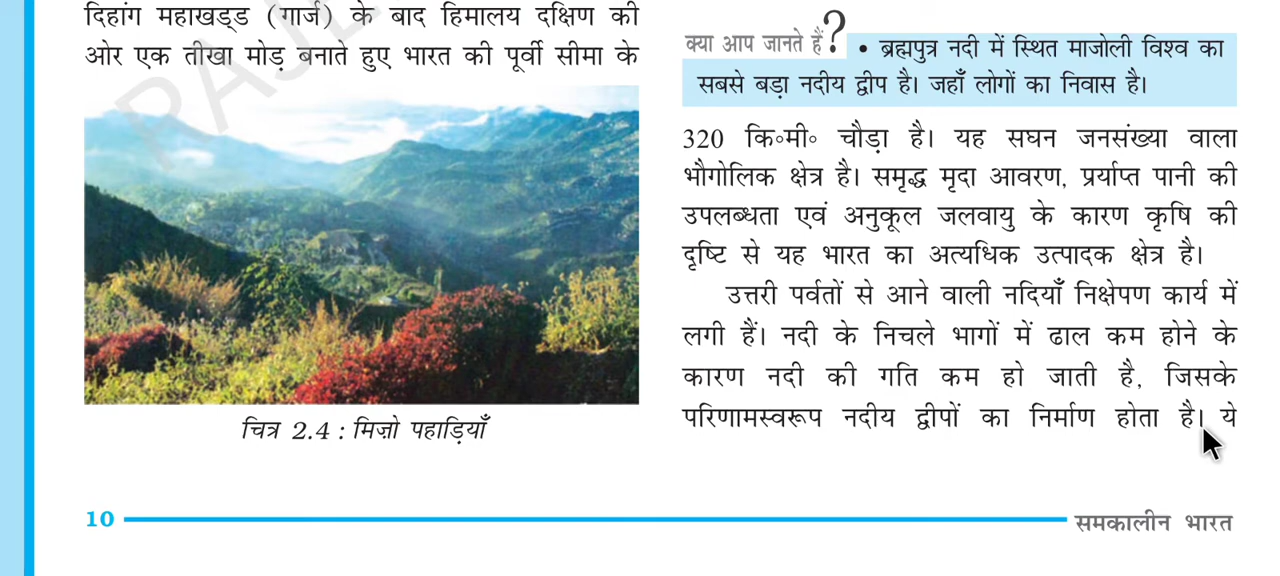 दिहांग महाखड्ड (गार्ज) के बाद हिमालय दक्षिण की
ओर एक तीखा मोड़ बनाते हुए भारत की पूर्वी सीमा के
चित्र 2.4 : मिज़ो पहाड़ियाँ
क्या आप जानते हैं? • ब्रह्मपुत्र नदी में स्थित माजोली विश्व का
सबसे बड़ा नदीय द्वीप है। जहाँ लोगों का निवास है।
320 कि॰मी॰ चौड़ा है। यह सघन जनसंख्या वाला
भौगोलिक क्षेत्र है। समृद्ध मृदा आवरण, प्रर्याप्त पानी की
उपलब्धता एवं अनुकूल जलवायु के कारण कृषि की
दृष्टि से यह भारत का अत्यधिक उत्पादक क्षेत्र है।
उत्तरी पर्वतों से आने वाली नदियाँ निक्षेपण कार्य में
लगी हैं। नदी के निचले भागों में ढाल कम होने के
कारण नदी की गति कम हो जाती है, जिसके
परिणामस्वरूप नदीय द्वीपों का निर्माण होता है। ये
10
समकालीन भारत